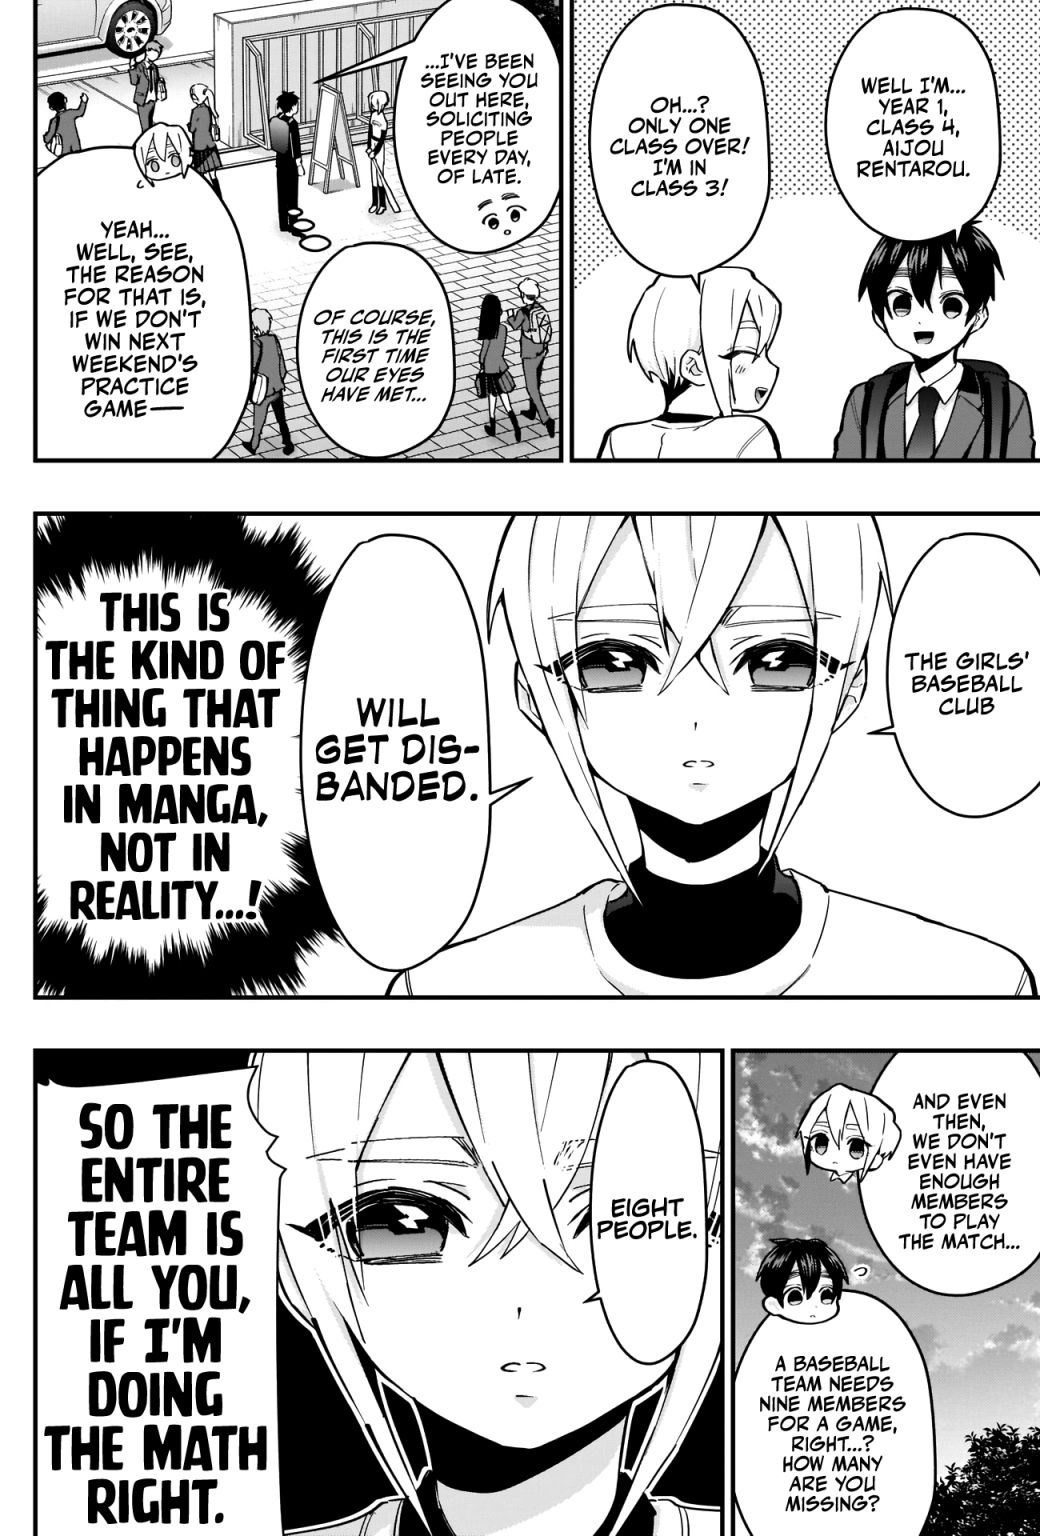 WELL I'M...
YEAR 1,
CLASS 4,
AIJOU
RENTAROU.
OH...?
ONLY ONE
CLASS OVER!
I'M IN
CLASS 3!
...I'VE BEEN
SEEING YOU
OUT HERE,
SOLICITING
PEOPLE
EVERY DAY,
OF LATE.
OF COURSE,
THIS IS THE
FIRST TIME
OUR EYES
HAVE MET...
YEAH...
WELL, SEE,
THE REASON
FOR THAT IS,
IF WE DON'T
WIN NEXT
WEEKEND'S
PRACTICE
GAME—
THE GIRLS'
BASEBALL
CLUB
WILL
GET DIS-
BANDED.
THIS IS
THE KIND OF
THING THAT
HAPPENS
IN MANGA,
NOT IN
REALITY...!
AND EVEN
THEN,
WE DON'T
EVEN HAVE
ENOUGH
MEMBERS
TO PLAY
THE MATCH...
A BASEBALL
TEAM NEEDS
NINE MEMBERS
FOR A GAME,
RIGHT...?
HOW MANY
ARE YOU
MISSING?
EIGHT
PEOPLE.
SO THE
ENTIRE
TEAM IS
ALL YOU,
IF I'M
DOING
THE MATH
RIGHT.